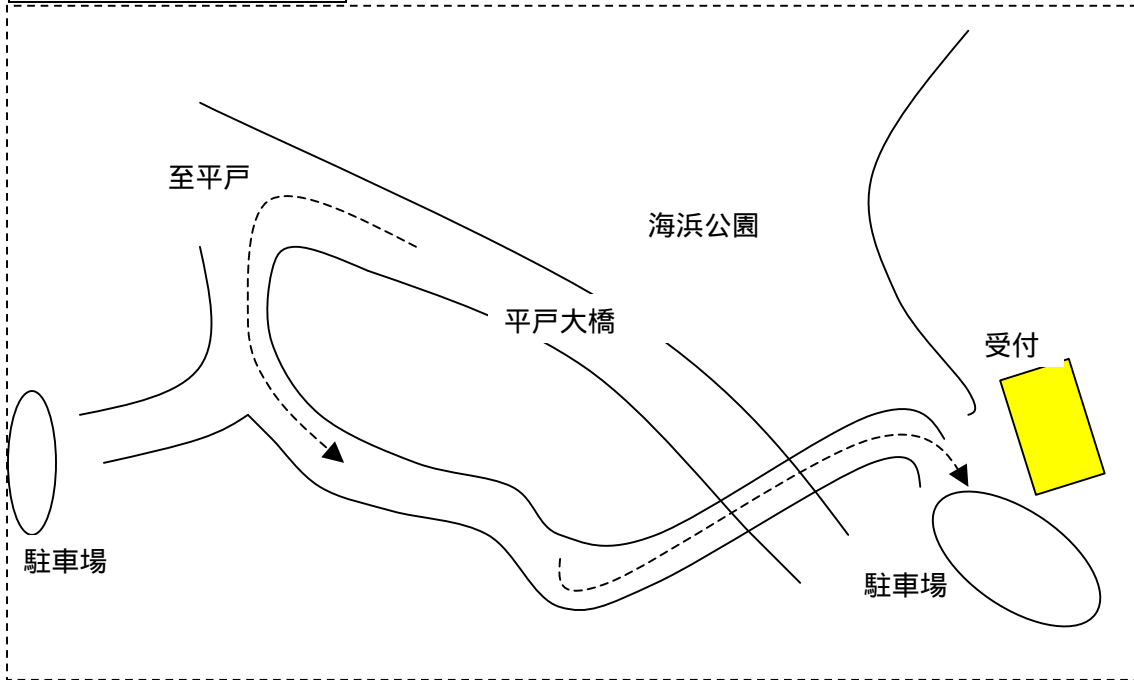 至平戸
海浜公園
平戸大橋
受付
駐車場
駐車場